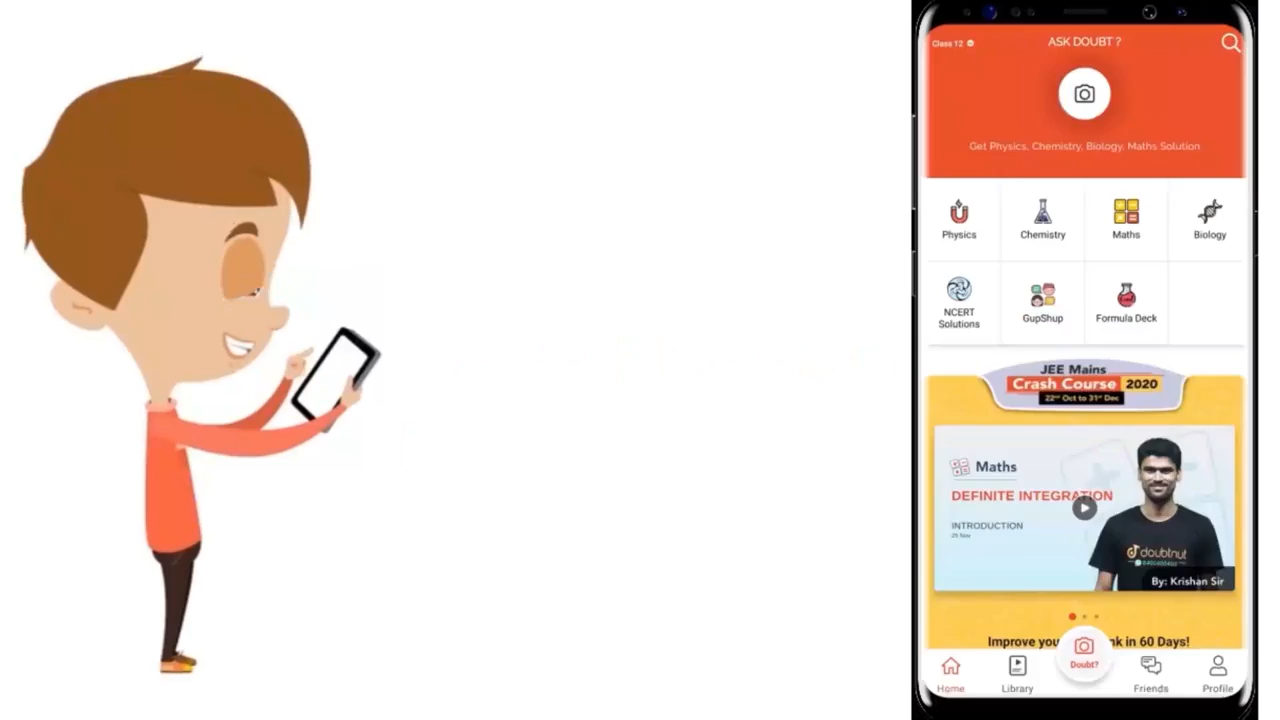 Class 12
ASK DOUBT ?
Get Physics, Chemistry, Biology, Maths Solution
Physics
Chemistry
Maths
Biology
NCERT
Solutions
GupShup
Formula Deck
JEE Mains
Crash Course 2020
22nd Oct to 31st Dec
Maths
DEFINITE INTEGRATION
INTRODUCTION
doubtnut
By: Krishan Sir
Improve you nk in 60 Days!
Doubt?
Home
Library
Friends
Profile